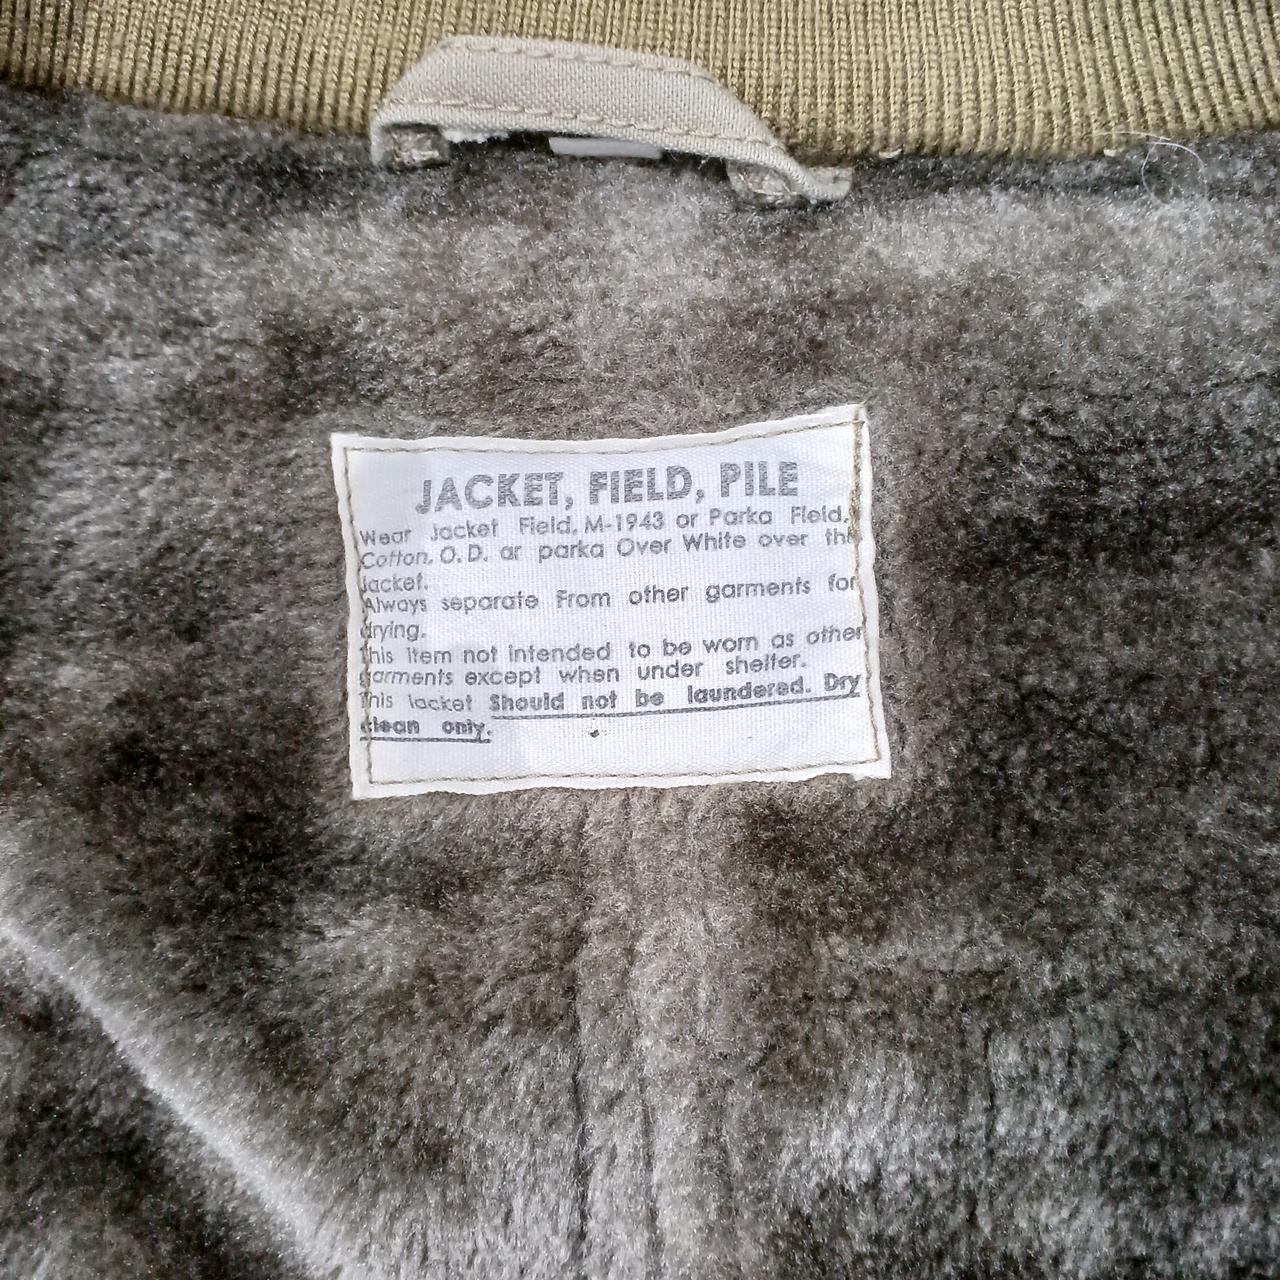 JACKET, FIELD, PILE
Wear Jacket Field, M-1943 or Parka Field,
Cotton, O.D. ar parka Over White over the
Jacket.
Always separate From other garments for
drying.
This item not intended to be worn as other
garments except when under shelter.
This jacket Should not be laundered. Dry
clean only.